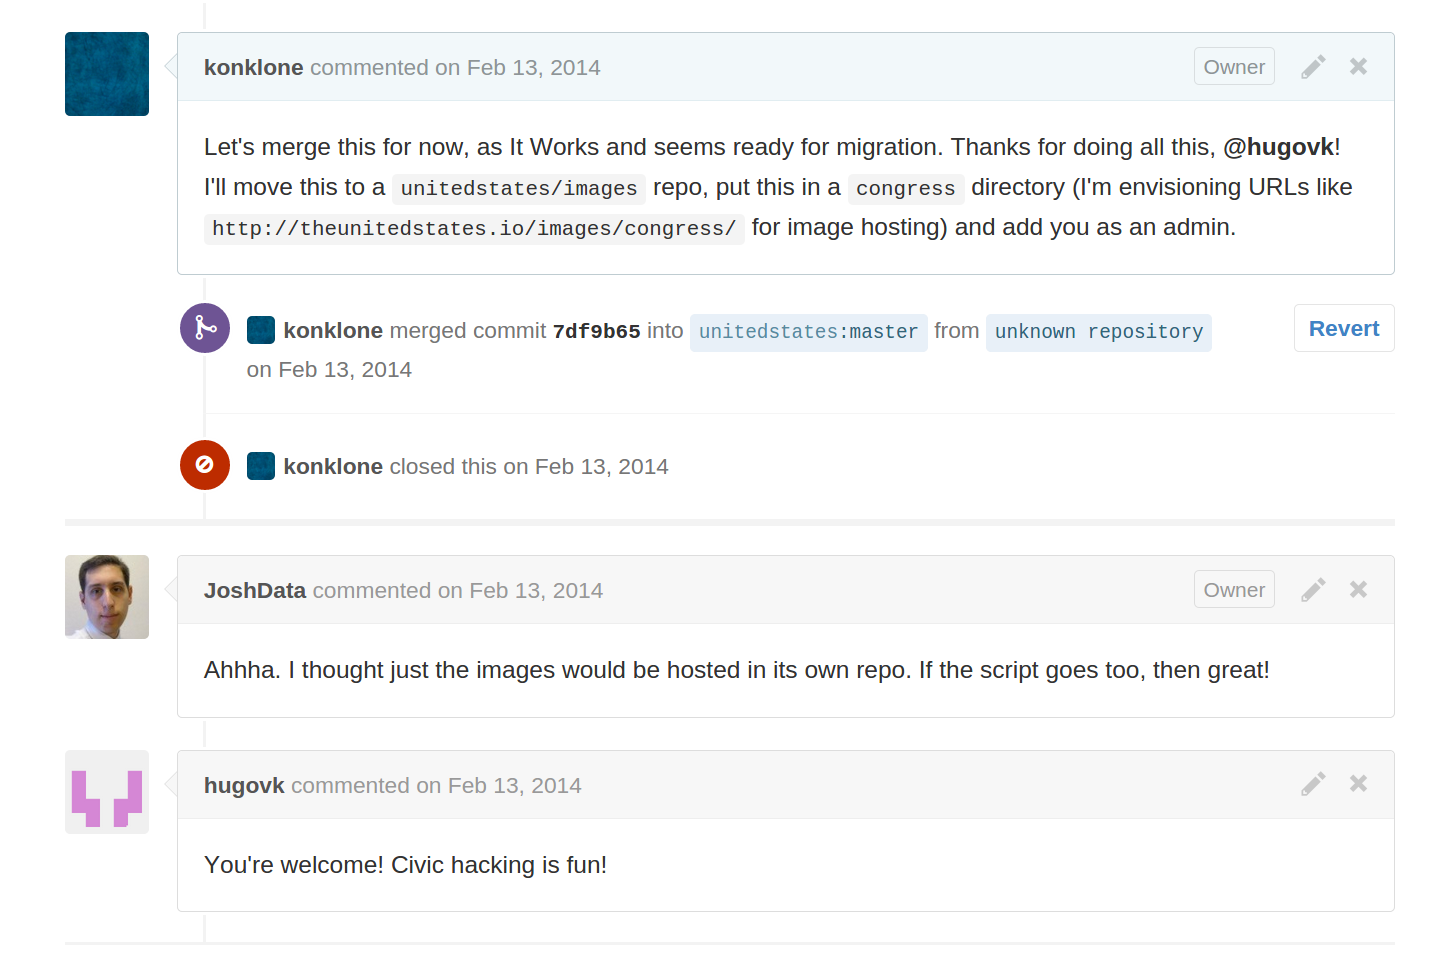 konklone commented on Feb 13, 2014 Owner
Let's merge this for now, as It Works and seems ready for migration. Thanks for doing all this, @hugovk!
I'll move this to a unitedstates/images repo, put this in a congress directory (I'm envisioning URLs like
http://theunitedstates.io/images/congress/ for image hosting) and add you as an admin.
konklone merged commit 7df9b65 into unitedstates:master from unknown repository Revert
on Feb 13, 2014
konklone closed this on Feb 13, 2014
JoshData commented on Feb 13, 2014 Owner
Ahhha. I thought just the images would be hosted in its own repo. If the script goes too, then great!
hugovk commented on Feb 13, 2014
You're welcome! Civic hacking is fun!